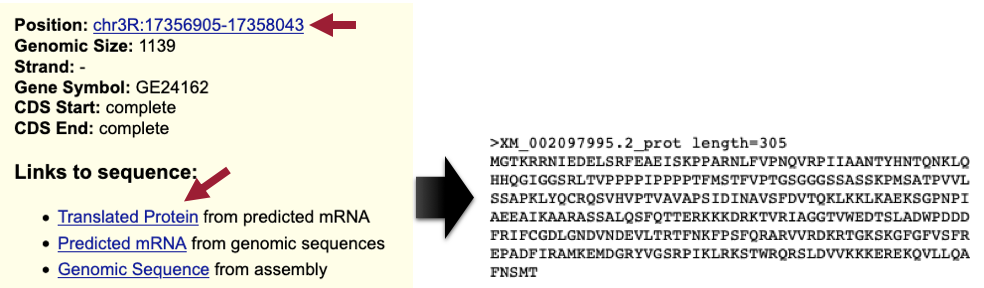 Position: chr3R:17356905-17358043
Genomic Size: 1139
Strand: -
Gene Symbol: GE24162
CDS Start: complete
CDS End: complete
Links to sequence:
• Translated Protein from predicted mRNA
• Predicted mRNA from genomic sequences
• Genomic Sequence from assembly
>XM_002097995.2_prot length=305
MGTKRRNIEDELSRFEAEISKPPARNLFVPNQVRPIIAANTYHNTQNKLQ
HHQGIGGSRLTVPPPPIPPPPTFMSTFVPTGSGGGSSASSKPMSATPVVL
SSAPKLYQCRQSVHVPTVAVAPSIDINAVSFDVTQKLKKLKAEKSGPNPI
AEEAIKAARASSALQSFQTTERKKKDRKTVRIAGGTVWEDTSLADWPDDD
FRIFCGDLGNDVNDEVLTRTFNKFPSFQRARVVRDKRTGKSKGFGFVSFR
EPADFIRAMKEMDGRYVGSRPIKLRKSTWRQRSLDVVKKKEREKQVLLQA
FNSMT